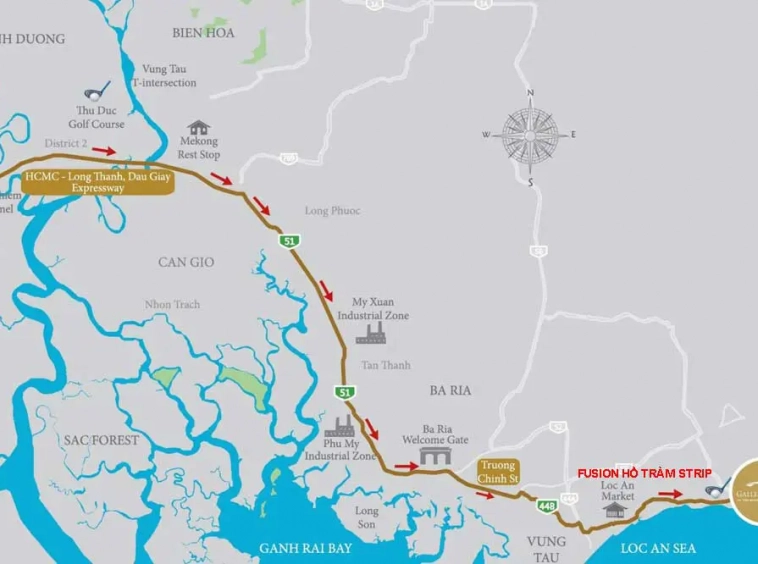 BIEN HOA
H DUONG
Vung Tau
T-intersection
Thu Duc
Golf Course
District 2
Mekong
Rest Stop
HCMC - Long Thanh, Dau Giay
Expressway
N
W
E
S
Long Phuoc
51
CAN GIO
Nhon Trach
My Xuan
Industrial Zone
Tan Thanh
51
BA RIA
SAC FOREST
Phu My
Industrial Zone
Ba Ria
Welcome Gate
Truong
Chinh St
FUSION HỒ TRÀM STRIP
Loc An
Market
448
Long
Son
GANH RAI BAY
VUNG
TAU
LOC AN SEA